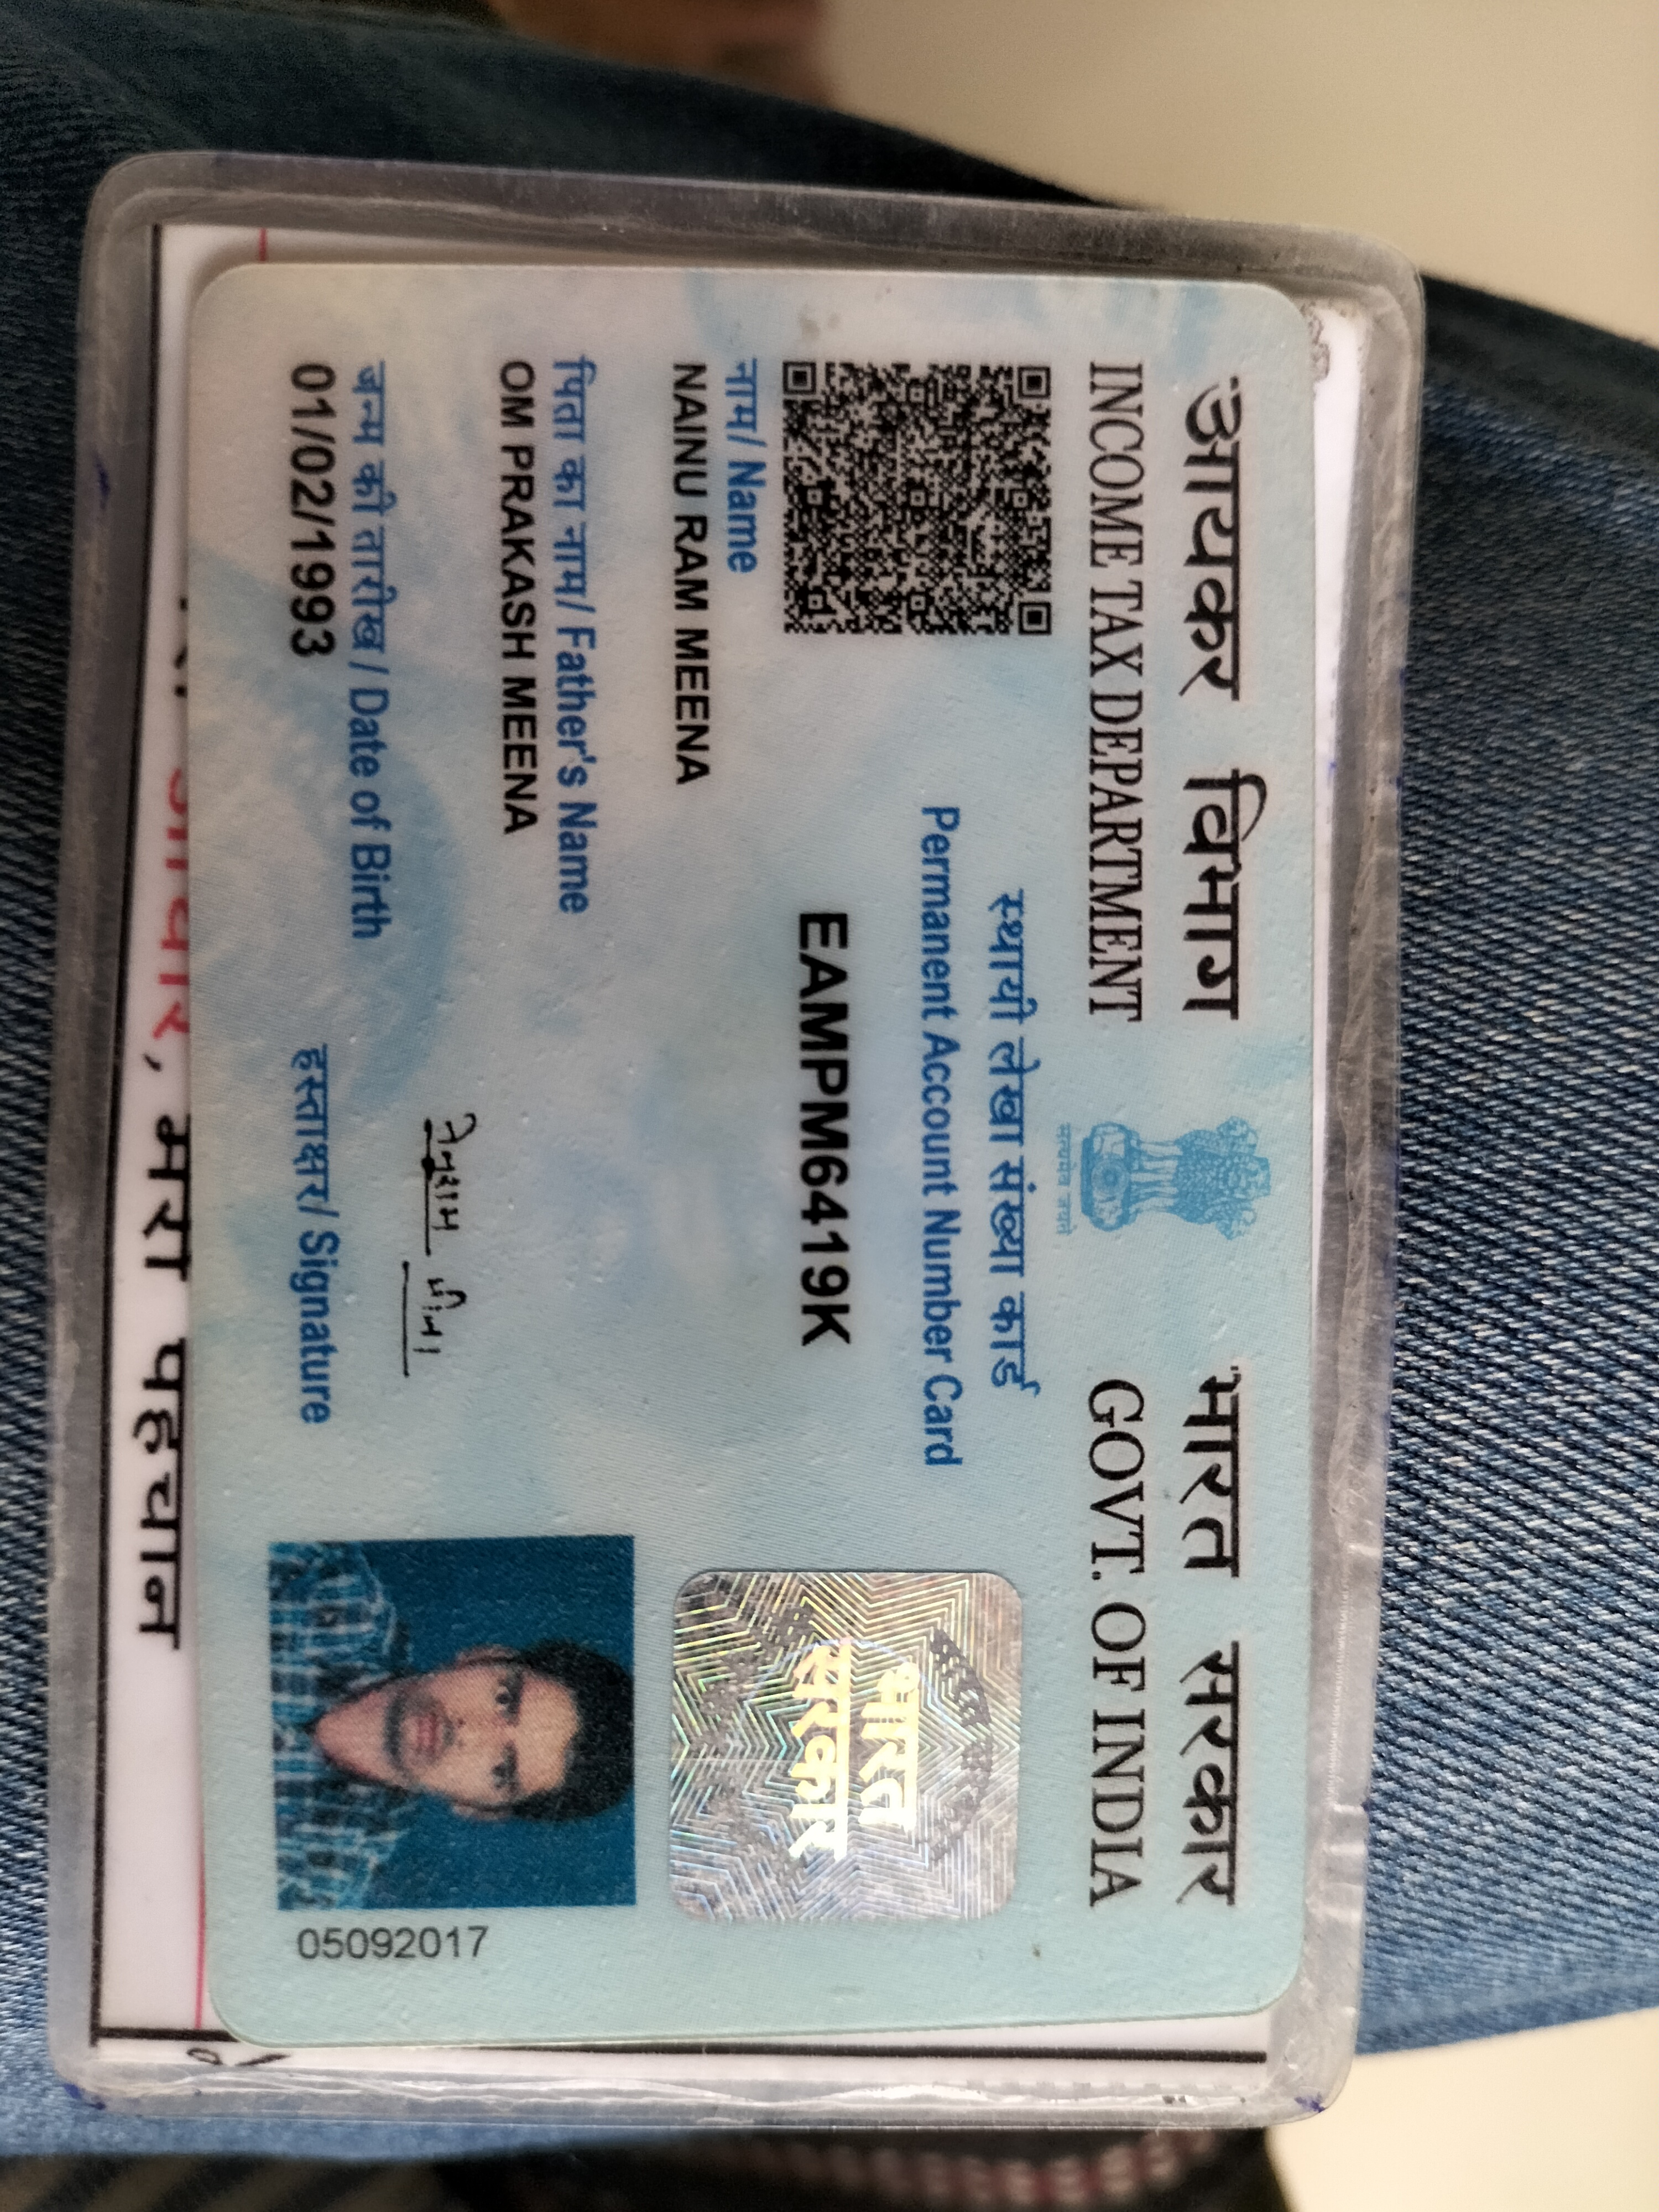 आयकर विभाग
INCOME TAX DEPARTMENT
सत्यमेव जयते
भारत सरकार
GOVT. OF INDIA
स्थायी लेखा संख्या कार्ड
Permanent Account Number Card
EAMPM6419K
भारत
सरकार
नाम/ Name
NAINU RAM MEENA
पिता का नाम/ Father's Name
OM PRAKASH MEENA
जन्म की तारीख / Date of Birth
01/02/1993
हस्ताक्षर/ Signature
05092017
आधार, मेरी पहचान